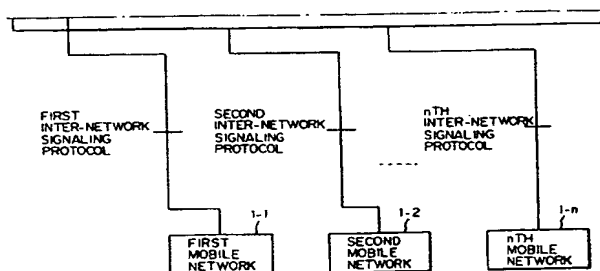 FIRST
INTER-NETWORK
SIGNALING
PROTOCOL
SECOND
INTER-NETWORK
SIGNALING
PROTOCOL
nTH
INTER-NETWORK
SIGNALING
PROTOCOL
1-1
1-2
1-n
FIRST
MOBILE
NETWORK
SECOND
MOBILE
NETWORK
nTH
MOBILE
NETWORK